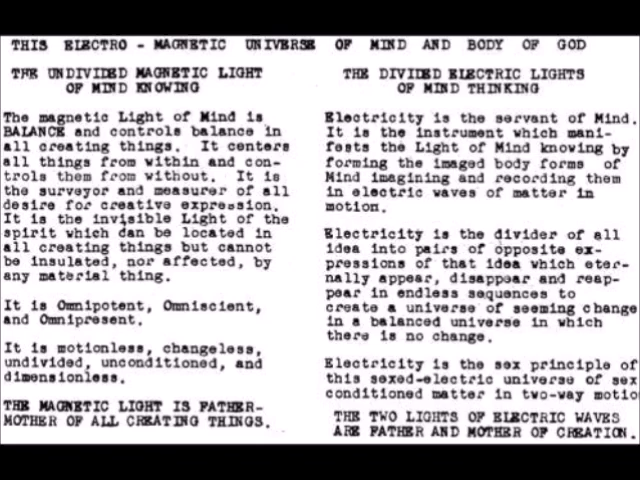 THIS ELECTRO - MAGNETIC UNIVERSE OF MIND AND BODY OF GOD
THE UNDIVIDED MAGNETIC LIGHT
OF MIND KNOWING
The magnetic Light of Mind is
BALANCE and controls balance in
all creating things. It centers
all things from within and con-
trols them from without. It is
the surveyor and measurer of all
desire for creative expression.
It is the invisible Light of the
spirit which can be located in
all creating things but cannot
be insulated, nor affected, by
any material thing.
It is Omnipotent, Omniscient,
and Omnipresent.
It is motionless, changeless,
undivided, unconditioned, and
dimensionless.
THE MAGNETIC LIGHT IS FATHER-
MOTHER OF ALL CREATING THINGS.
THE DIVIDED ELECTRIC LIGHTS
OF MIND THINKING
Electricity is the servant of Mind.
It is the instrument which mani-
fests the Light of Mind knowing by
forming the imaged body forms of
Mind imagining and recording them
in electric waves of matter in
motion.
Electricity is the divider of all
idea into pairs of opposite ex-
pressions of that idea which eter-
nally appear, disappear and reap-
pear in endless sequences to
create a universe of seeming change
in a balanced universe in which
there is no change.
Electricity is the sex principle of
this sexed-electric universe of sex
conditioned matter in two-way motio
THE TWO LIGHTS OF ELECTRIC WAVES
ARE FATHER AND MOTHER OF CREATION.